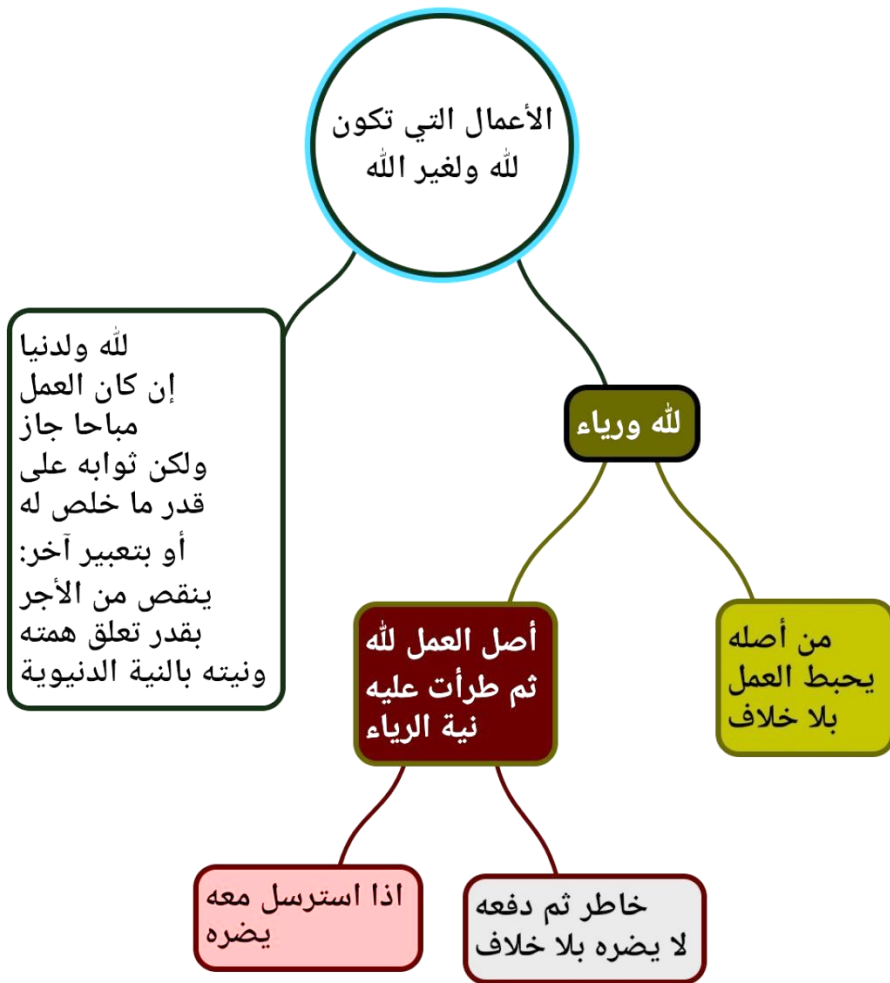 الأعمال التي تكون
لله ولغير الله
لله ورياء
من أصله
يحبط العمل
بلا خلاف
أصل العمل لله
ثم طرأت عليه
نية الرياء
خاطر ثم دفعه
لا يضره بلا خلاف
اذا استرسل معه
يضره
لله ولدنيا
إن كان العمل
مباحا جاز
ولكن ثوابه على
قدر ما خلص له
أو بتعبير آخر:
ينقص من الأجر
بقدر تعلق همته
ونيته بالنية الدنيوية